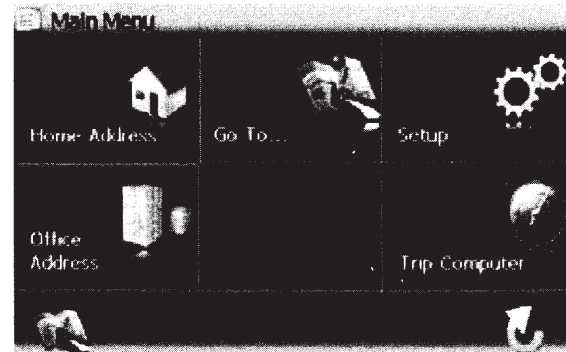 Main Menu
Home Address
Go To...
Setup
Office
Address
Trip Computer